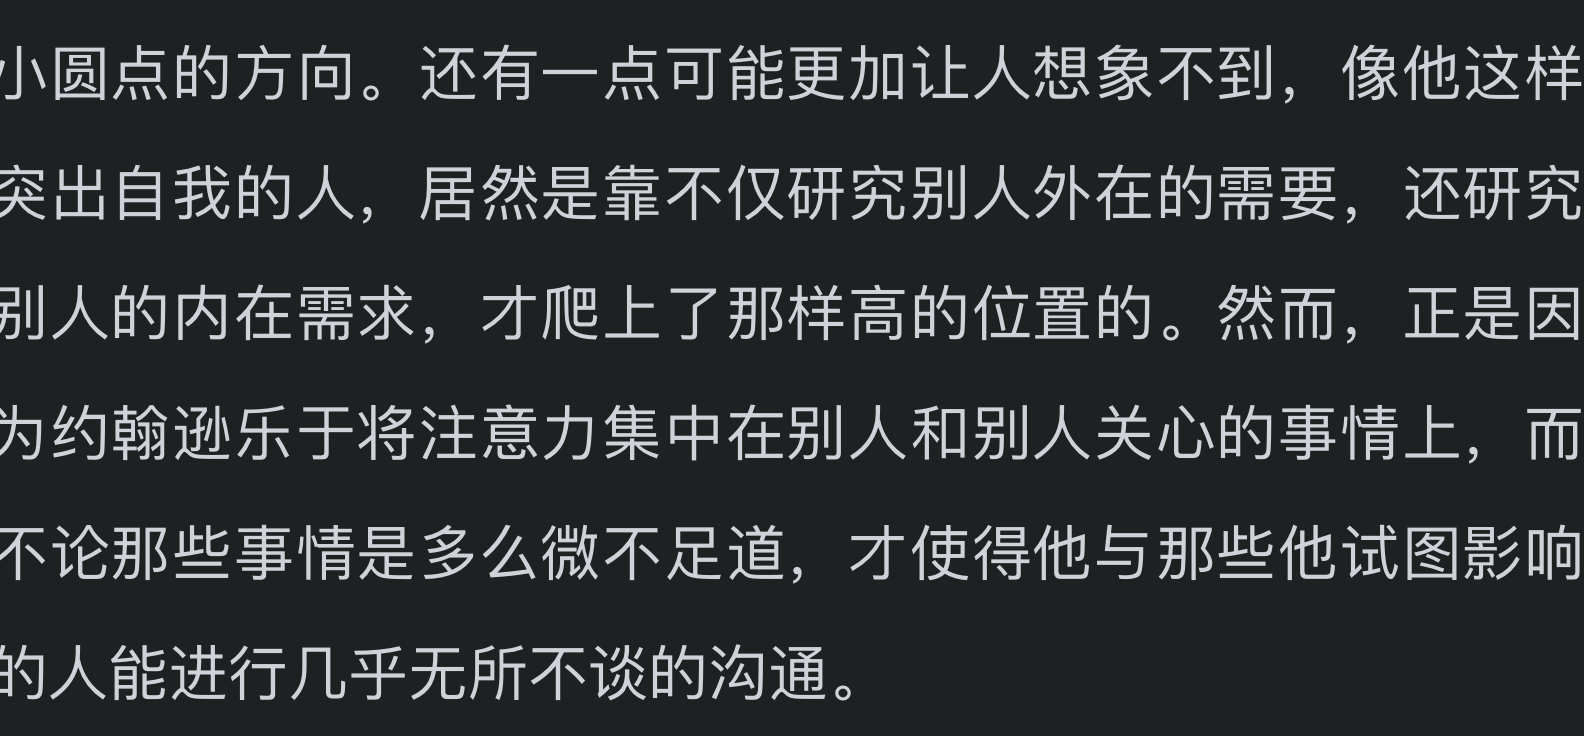 小圆点的方向。还有一点可能更加让人想象不到，像他这样
突出自我的人，居然是靠不仅研究别人外在的需要，还研究
别人的内在需求，才爬上了那样高的位置的。然而，正是因
为约翰逊乐于将注意力集中在别人和别人关心的事情上，而
不论那些事情是多么微不足道，才使得他与那些他试图影响
的人能进行几乎无所不谈的沟通。